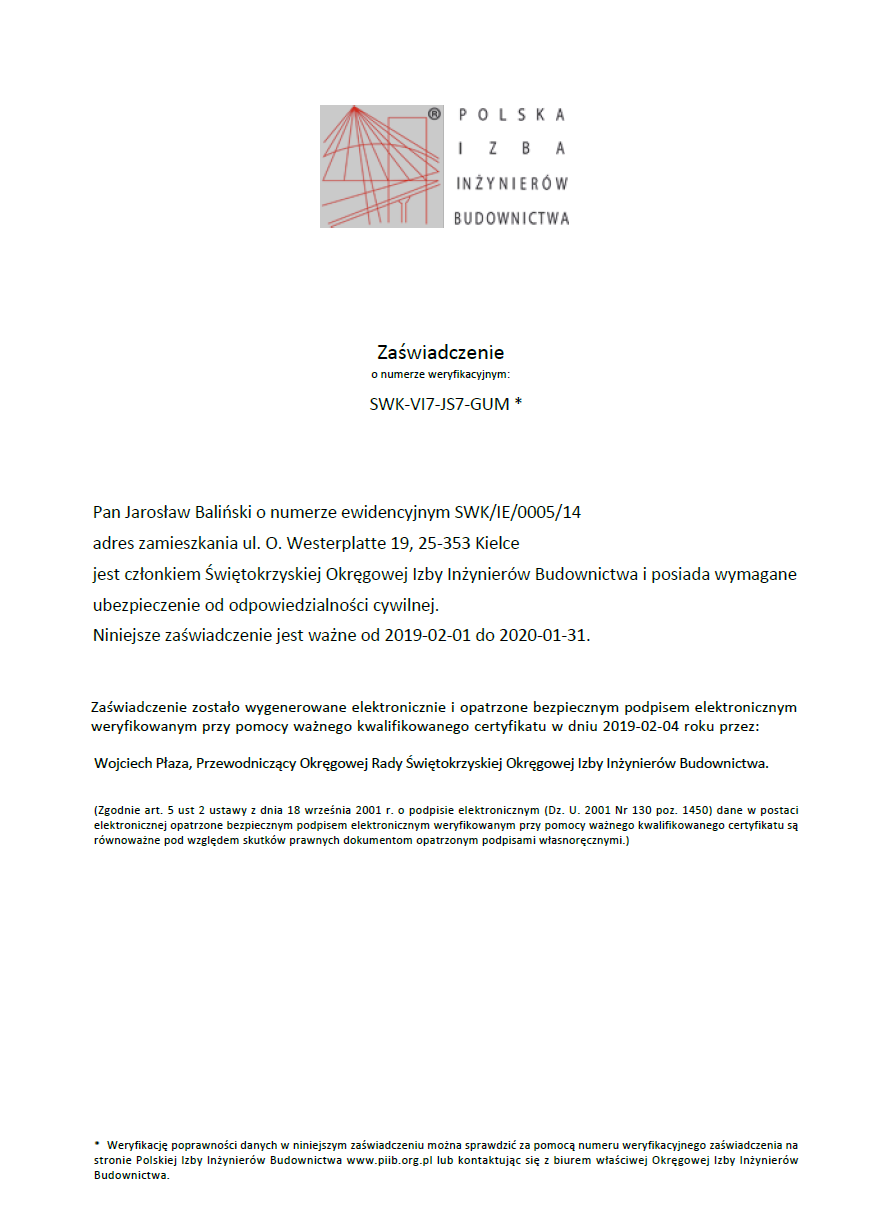 ®
POLSKA
IZBA
INŻYNIERÓW
BUDOWNICTWA
Zaświadczenie
o numerze weryfikacyjnym:
SWK-VI7-JS7-GUM *
Pan Jarosław Baliński o numerze ewidencyjnym SWK/IE/0005/14
adres zamieszkania ul. O. Westerplatte 19, 25-353 Kielce
jest członkiem Świętokrzyskiej Okręgowej Izby Inżynierów Budownictwa i posiada wymagane
ubezpieczenie od odpowiedzialności cywilnej.
Niniejsze zaświadczenie jest ważne od 2019-02-01 do 2020-01-31.
Zaświadczenie zostało wygenerowane elektronicznie i opatrzone bezpiecznym podpisem elektronicznym
weryfikowanym przy pomocy ważnego kwalifikowanego certyfikatu w dniu 2019-02-04 roku przez:
Wojciech Płaza, Przewodniczący Okręgowej Rady Świętokrzyskiej Okręgowej Izby Inżynierów Budownictwa.
(Zgodnie art. 5 ust 2 ustawy z dnia 18 września 2001 r. o podpisie elektronicznym (Dz. U. 2001 Nr 130 poz. 1450) dane w postaci
elektronicznej opatrzone bezpiecznym podpisem elektronicznym weryfikowanym przy pomocy ważnego kwalifikowanego certyfikatu są
równoważne pod względem skutków prawnych dokumentom opatrzonym podpisami własnoręcznymi.)
* Weryfikację poprawności danych w niniejszym zaświadczeniu można sprawdzić za pomocą numeru weryfikacyjnego zaświadczenia na
stronie Polskiej Izby Inżynierów Budownictwa www.piib.org.pl lub kontaktując się z biurem właściwej Okręgowej Izby Inżynierów
Budownictwa.